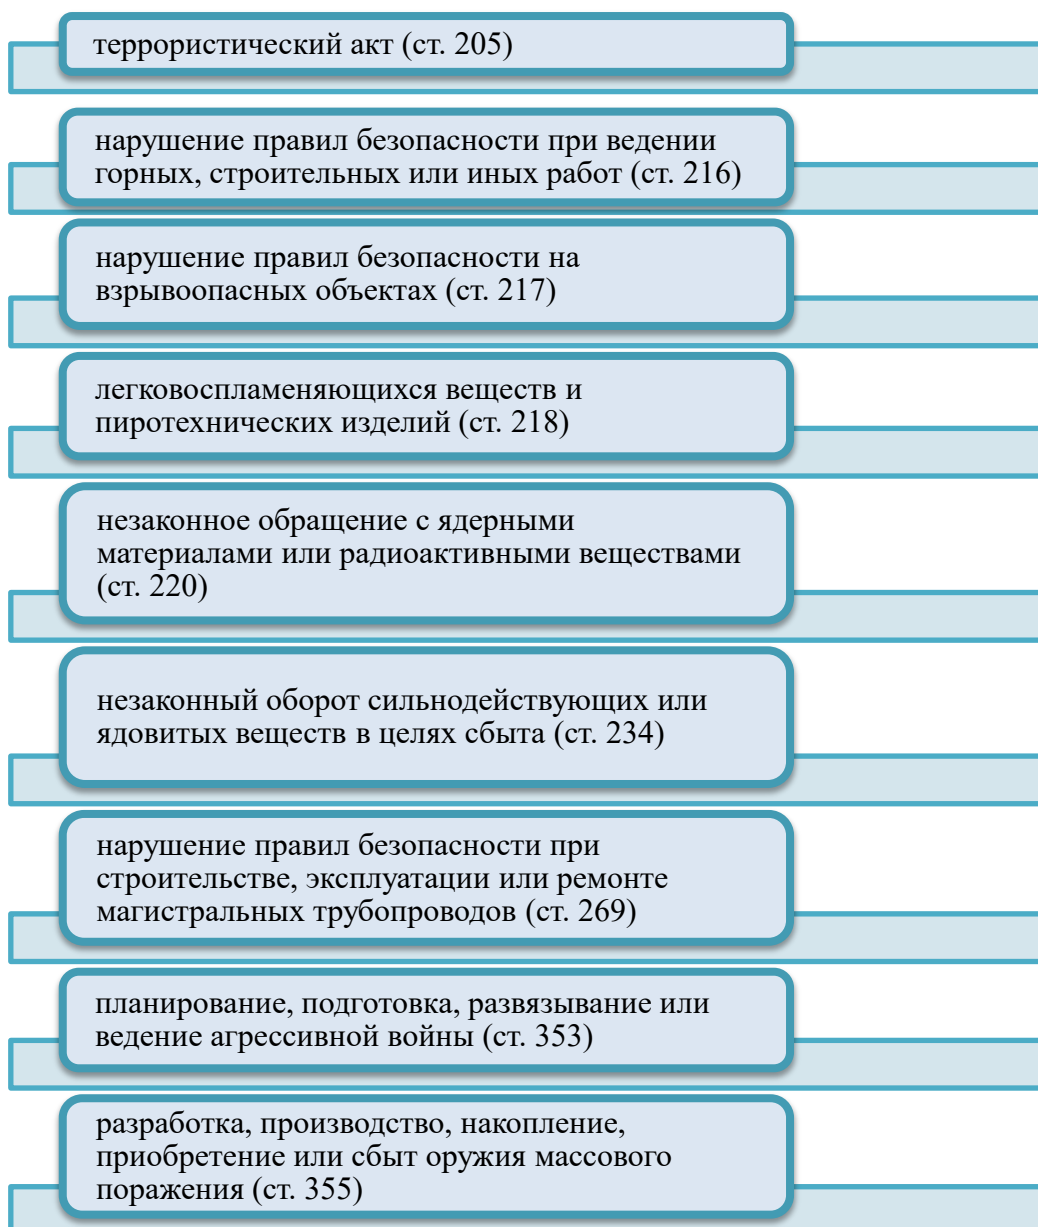 террористический акт (ст. 205)
нарушение правил безопасности при ведении
горных, строительных или иных работ (ст. 216)
нарушение правил безопасности на
взрывоопасных объектах (ст. 217)
легковоспламеняющихся веществ и
пиротехнических изделий (ст. 218)
незаконное обращение с ядерными
материалами или радиоактивными веществами
(ст. 220)
незаконный оборот сильнодействующих или
ядовитых веществ в целях сбыта (ст. 234)
нарушение правил безопасности при
строительстве, эксплуатации или ремонте
магистральных трубопроводов (ст. 269)
планирование, подготовка, развязывание или
ведение агрессивной войны (ст. 353)
разработка, производство, накопление,
приобретение или сбыт оружия массового
поражения (ст. 355)